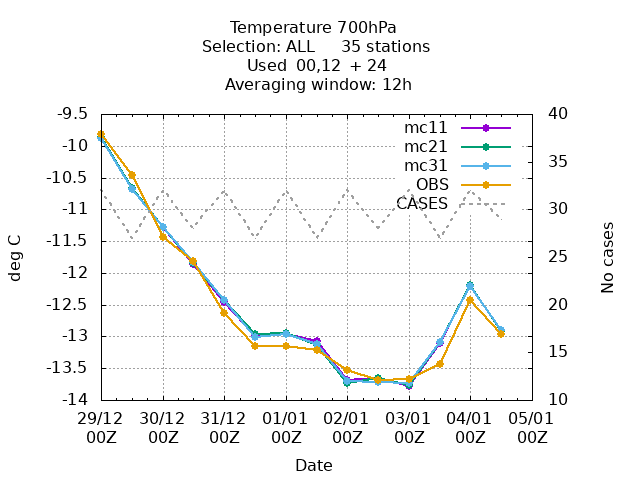 Temperature 700hPa
Selection: ALL 35 stations
Used 00,12 + 24
Averaging window: 12h
-9.5
-10
-10.5
-11
-11.5
-12
-12.5
-13
-13.5
-14
40
35
30
25
20
15
10
mc11
mc21
mc31
OBS
CASES
deg C
No cases
29/12 30/12 31/12 01/01 02/01 03/01 04/01 05/01
00Z 00Z 00Z 00Z 00Z 00Z 00Z 00Z
Date